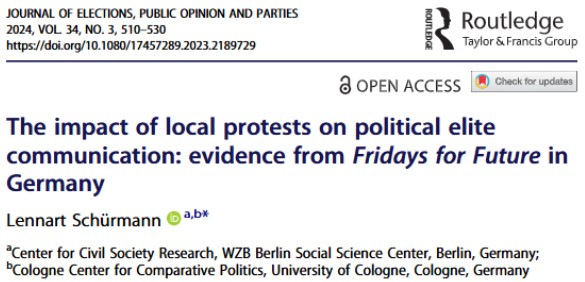 JOURNAL OF ELECTIONS, PUBLIC OPINION AND PARTIES
2024, VOL. 34, NO. 3, 510–530
https://doi.org/10.1080/17457289.2023.2189729
ROUTLEDGE
Routledge
Taylor & Francis Group
OPEN ACCESS
Check for updates
The impact of local protests on political elite
communication: evidence from Fridays for Future in
Germany
Lennart Schürmann iD a,b*
aCenter for Civil Society Research, WZB Berlin Social Science Center, Berlin, Germany;
bCologne Center for Comparative Politics, University of Cologne, Cologne, Germany